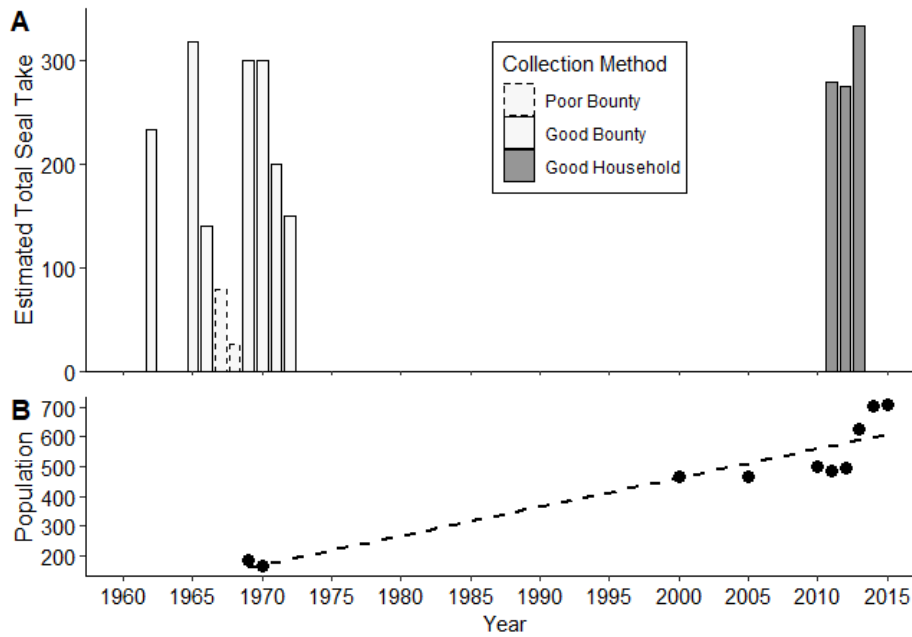 A
Estimated Total Seal Take
300
200
100
0
Collection Method
Poor Bounty
Good Bounty
Good Household
B
Population
700
600
500
400
300
200
1960 1965 1970 1975 1980 1985 1990 1995 2000 2005 2010 2015
Year